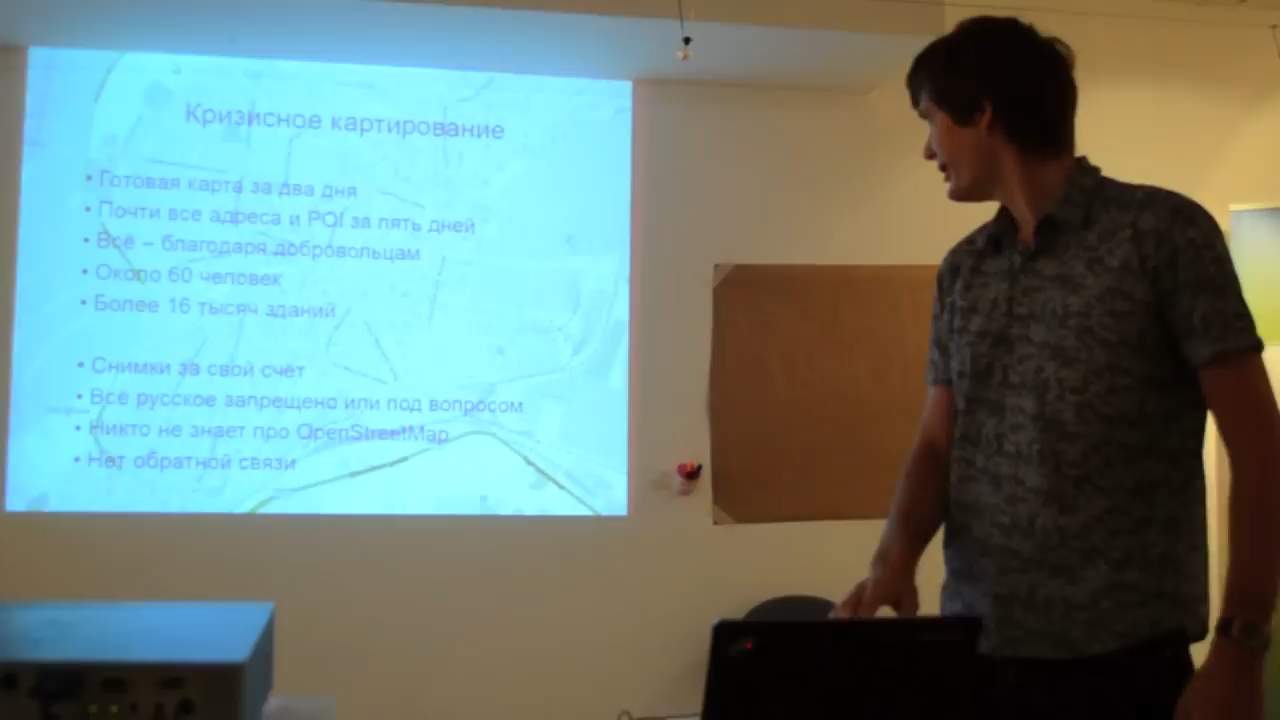 Кризисное картирование
• Готовая карта за два дня
• Почти все адреса и POI за пять дней
• Всё – благодаря добровольцам
• Около 60 человек
• Более 16 тысяч зданий
• Снимки за свой счёт
• Всё русское запрещено или под вопросом
• Никто не знает про OpenStreetMap
• Нет обратной связи